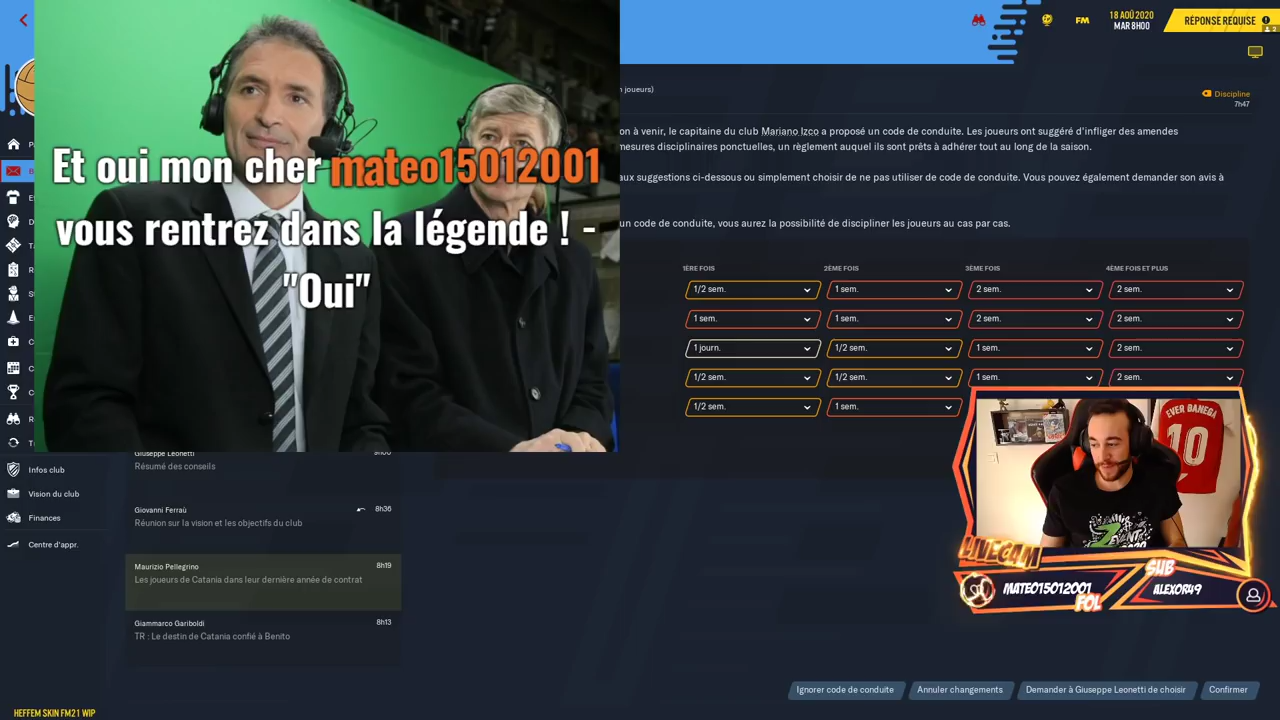 18 AOÛ 2020
MAR 8H00
RÉPONSE REQUISE
FM
n joueurs)
Discipline
7h47
on à venir, le capitaine du club Mariano Izco a proposé un code de conduite. Les joueurs ont suggéré d'infliger des amendes
mesures disciplinaires ponctuelles, un règlement auquel ils sont prêts à adhérer tout au long de la saison.
aux suggestions ci-dessous ou simplement choisir de ne pas utiliser de code de conduite. Vous pouvez également demander son avis à
un code de conduite, vous aurez la possibilité de discipliner les joueurs au cas par cas.
Et oui mon cher mateo15012001
vous rentrez dans la légende ! -
"Oui"
1ÈRE FOIS 2ÈME FOIS 3ÈME FOIS 4ÈME FOIS ET PLUS
1/2 sem. 1 sem. 2 sem. 2 sem.
1 sem. 1 sem. 2 sem. 2 sem.
1 journ. 1/2 sem. 1 sem. 2 sem.
1/2 sem. 1/2 sem. 1 sem. 2 sem.
1/2 sem. 1 sem.
EVER BANEGA
10
Infos club
Vision du club
Finances
Centre d'appr.
Giuseppe Leonetti 9h00
Résumé des conseils
Giovanni Ferraù 8h36
Réunion sur la vision et les objectifs du club
Maurizio Pellegrino 8h19
Les joueurs de Catania dans leur dernière année de contrat
Giammarco Gariboldi 8h13
TR : Le destin de Catania confié à Benito
LIVECAM
MATEO15012001
FOL
SUB
ALEXOR49
Ignorer code de conduite
Annuler changements
Demander à Giuseppe Leonetti de choisir
Confirmer
HEFFEM SKIN FM21 WIP